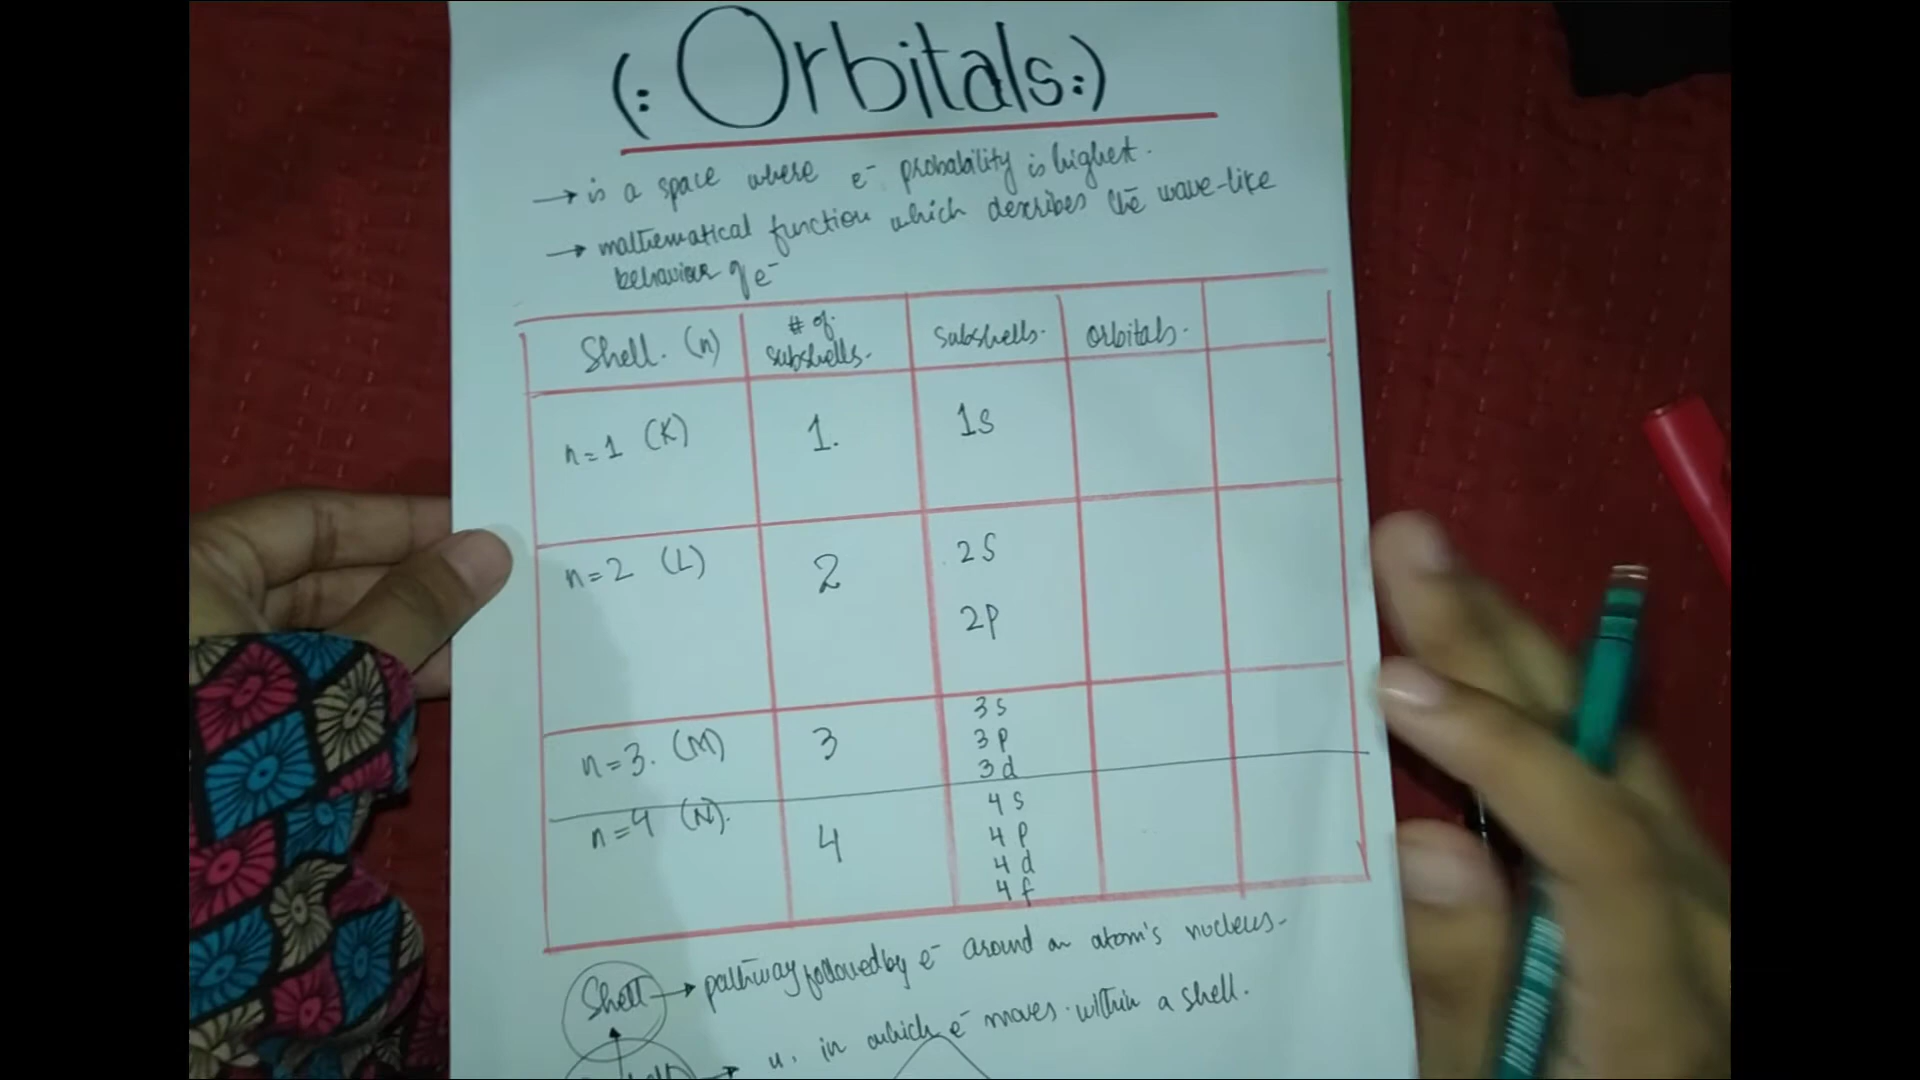 (: Orbitals :)
→ is a space where e⁻ probability is highest.
→ mathematical function which describes the wave-like
behaviour of e⁻
Shell. (n) # of subshells. Subshells. orbitals.
n=1 (K) 1. 1s
n=2 (L) 2 2s
2p
n=3. (M) 3 3s
3p
3d
n=4 (N). 4 4s
4p
4d
4f
Shell → pathway followed by e⁻ around an atom's nucleus.
→ in which e⁻ moves within a shell.